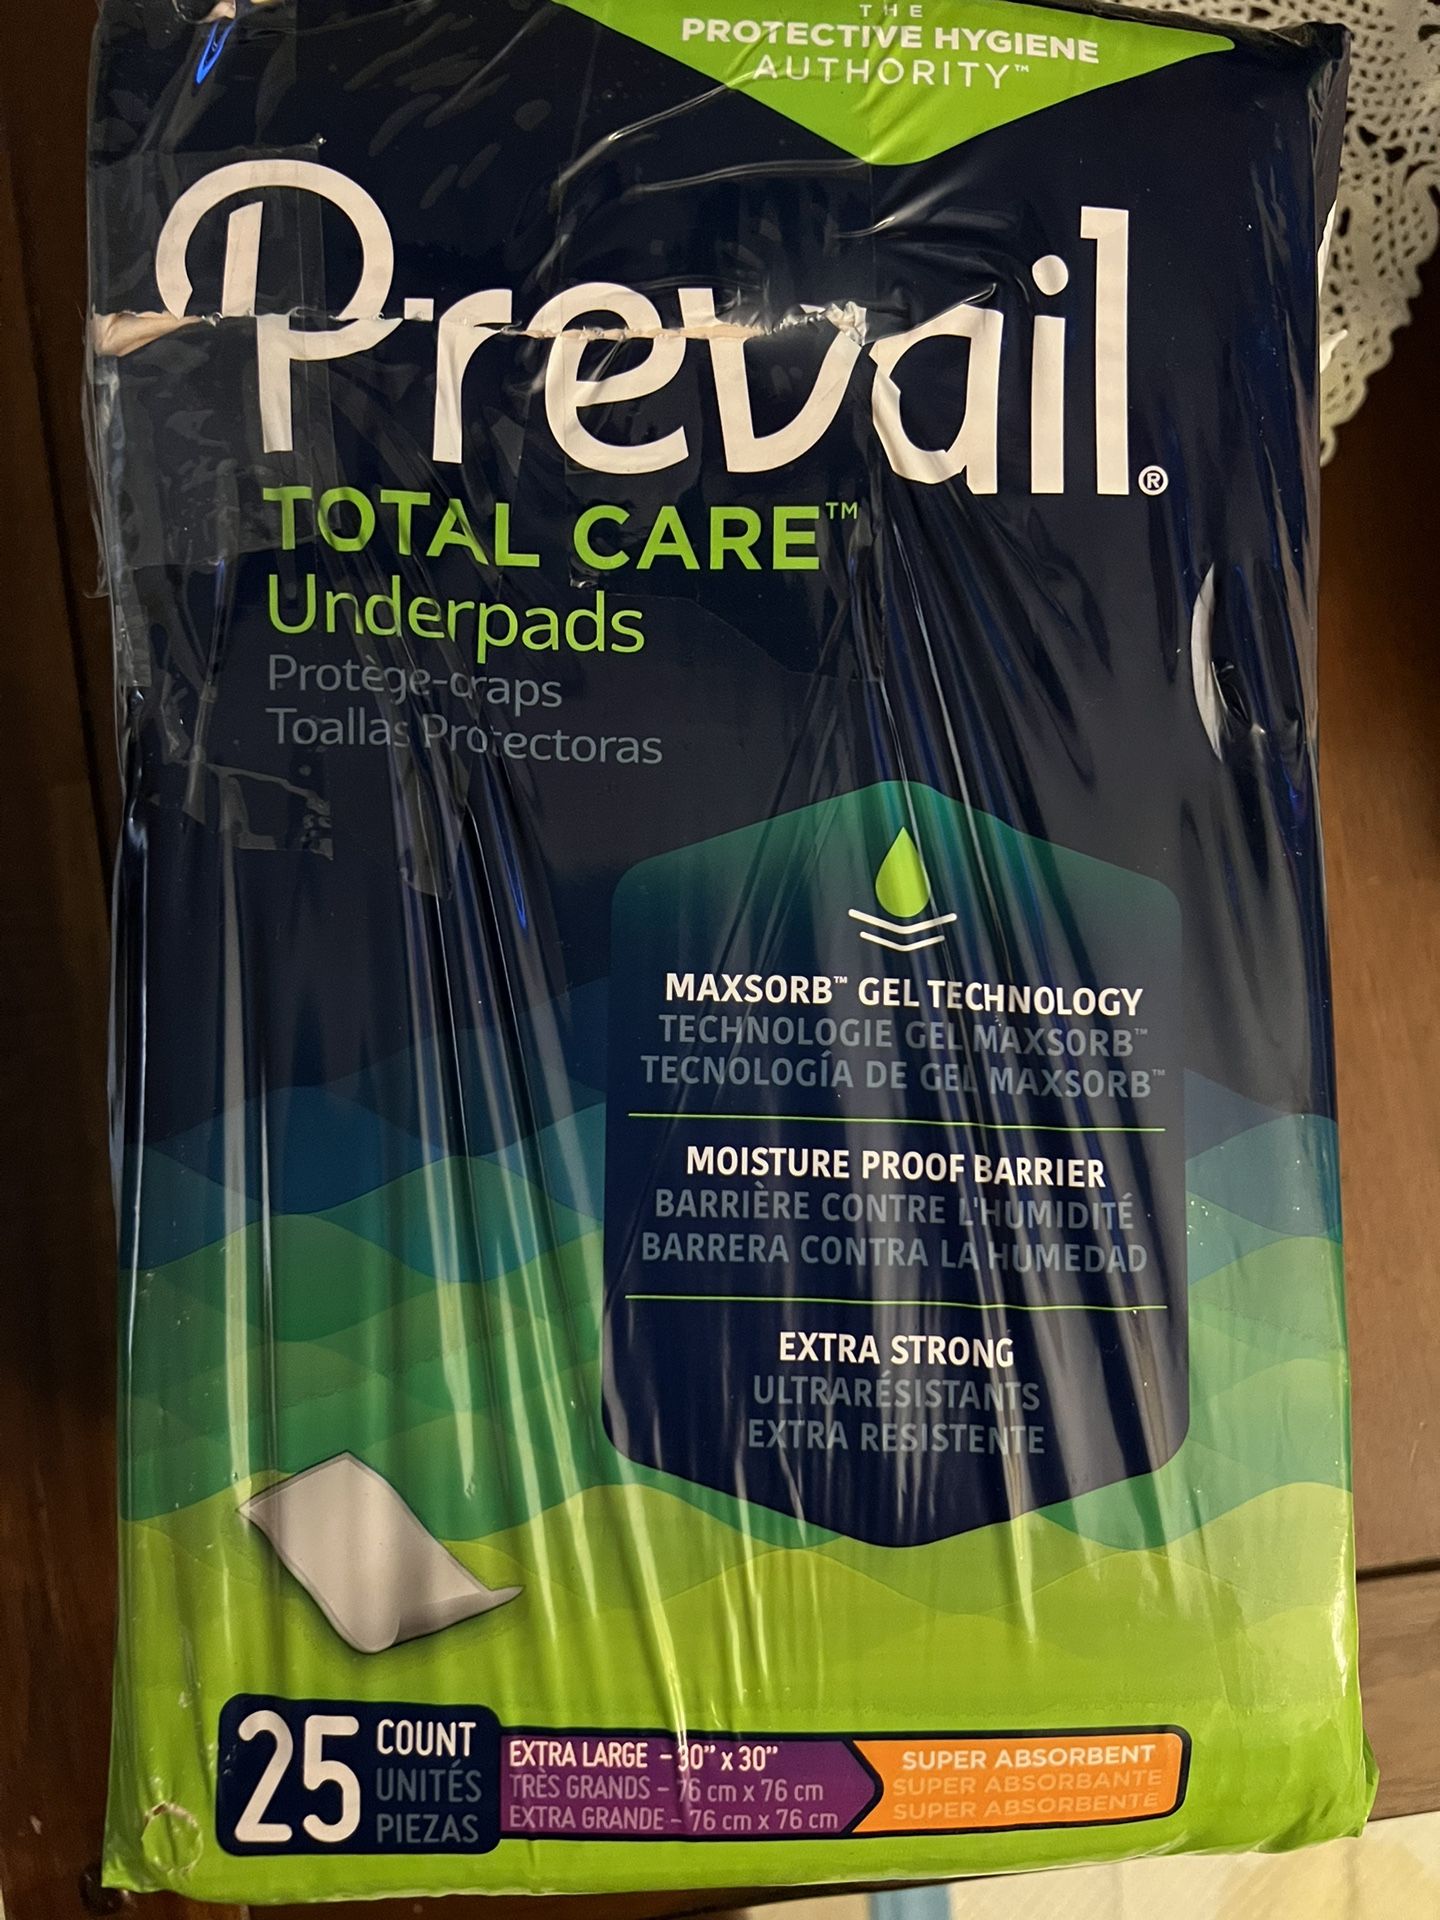 THE
PROTECTIVE HYGIENE
AUTHORITY™
Prevail®
TOTAL CARE™
Underpads
Protège-draps
Toallas Protectoras
MAXSORB™ GEL TECHNOLOGY
TECHNOLOGIE GEL MAXSORB™
TECNOLOGÍA DE GEL MAXSORB™
MOISTURE PROOF BARRIER
BARRIÈRE CONTRE L'HUMIDITÉ
BARRERA CONTRA LA HUMEDAD
EXTRA STRONG
ULTRARÉSISTANTS
EXTRA RESISTENTE
25 COUNT
UNITÉS
PIEZAS
EXTRA LARGE - 30" x 30"
TRÈS GRANDS - 76 cm x 76 cm
EXTRA GRANDE - 76 cm x 76 cm
SUPER ABSORBENT
SUPER ABSORBANTE
SUPER ABSORBENTE